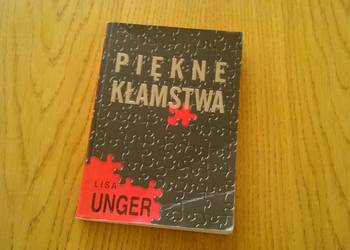 PIĘKNE
KŁAMSTWA
LISA
UNGER